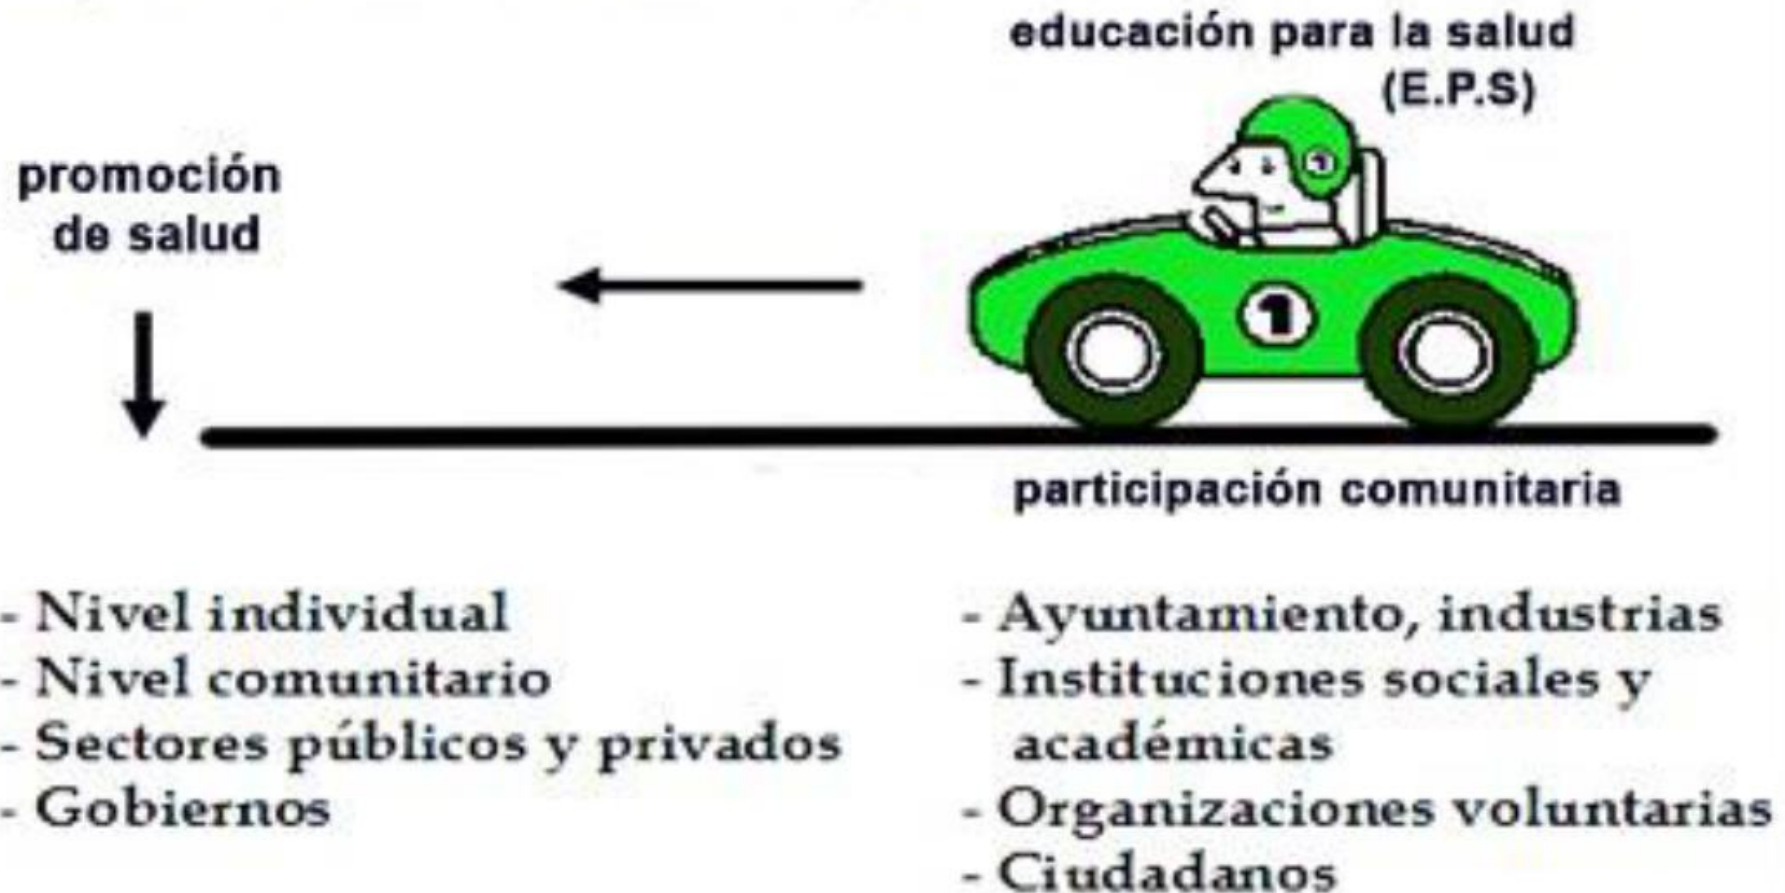 educación para la salud
(E.P.S)
promoción
de salud
1
1
participación comunitaria
- Nivel individual
- Nivel comunitario
- Sectores públicos y privados
- Gobiernos
- Ayuntamiento, industrias
- Instituciones sociales y
académicas
- Organizaciones voluntarias
- Ciudadanos